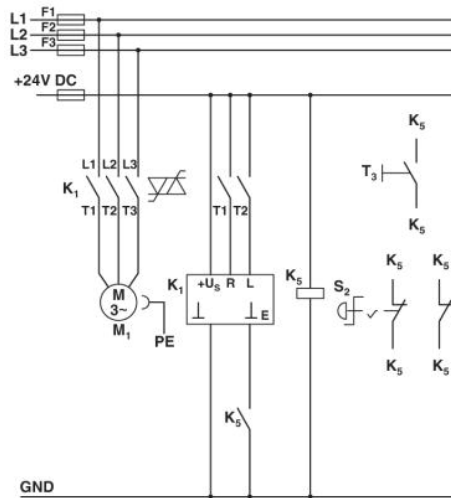 L1 F1
L2 F2
L3 F3
+24V DC
L1 L2 L3
K5
K1
T3
T1 T2 T3
T1 T2
K5
K1
+US R L
K5
S2
K5 K5
M
3~
E
M1
PE
K5 K5
K5
GND